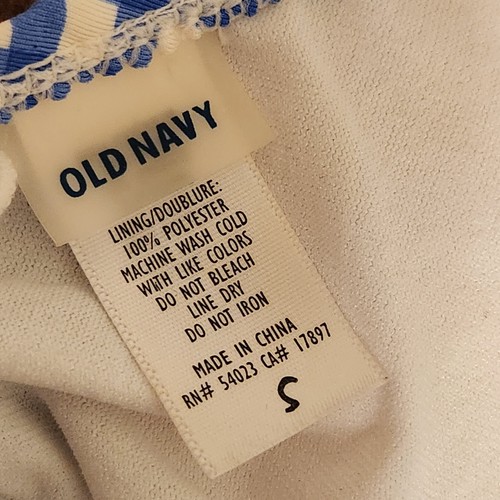 OLD NAVY
LINING/DOUBLURE:
100% POLYESTER
MACHINE WASH COLD
WITH LIKE COLORS
DO NOT BLEACH
LINE DRY
DO NOT IRON
MADE IN CHINA
RN# 54023 CA# 17897
S